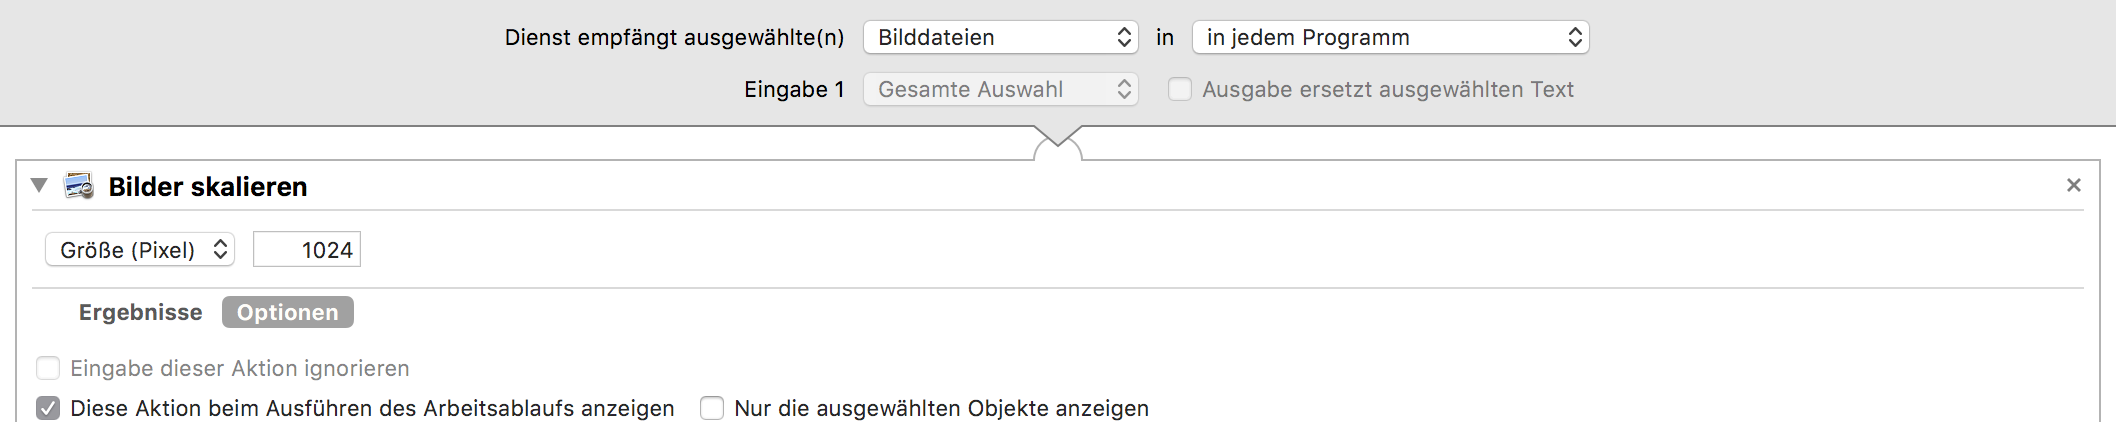 Dienst empfängt ausgewählte(n) Bilddateien in in jedem Programm
Eingabe 1 Gesamte Auswahl Ausgabe ersetzt ausgewählten Text
Bilder skalieren
Größe (Pixel) 1024
Ergebnisse Optionen
Eingabe dieser Aktion ignorieren
Diese Aktion beim Ausführen des Arbeitsablaufs anzeigen Nur die ausgewählten Objekte anzeigen